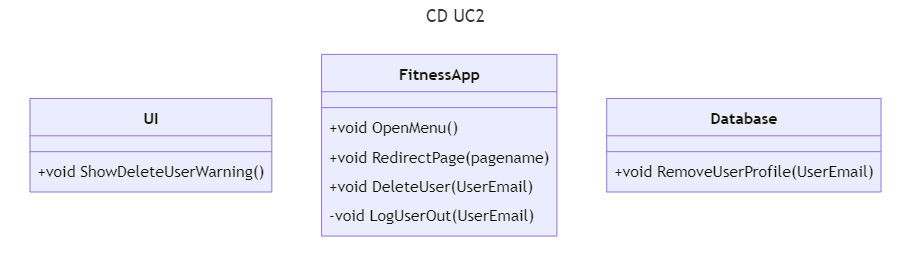 CD UC2
UI
+void ShowDeleteUserWarning()
FitnessApp
+void OpenMenu()
+void RedirectPage(pagename)
+void DeleteUser(UserEmail)
-void LogUserOut(UserEmail)
Database
+void RemoveUserProfile(UserEmail)